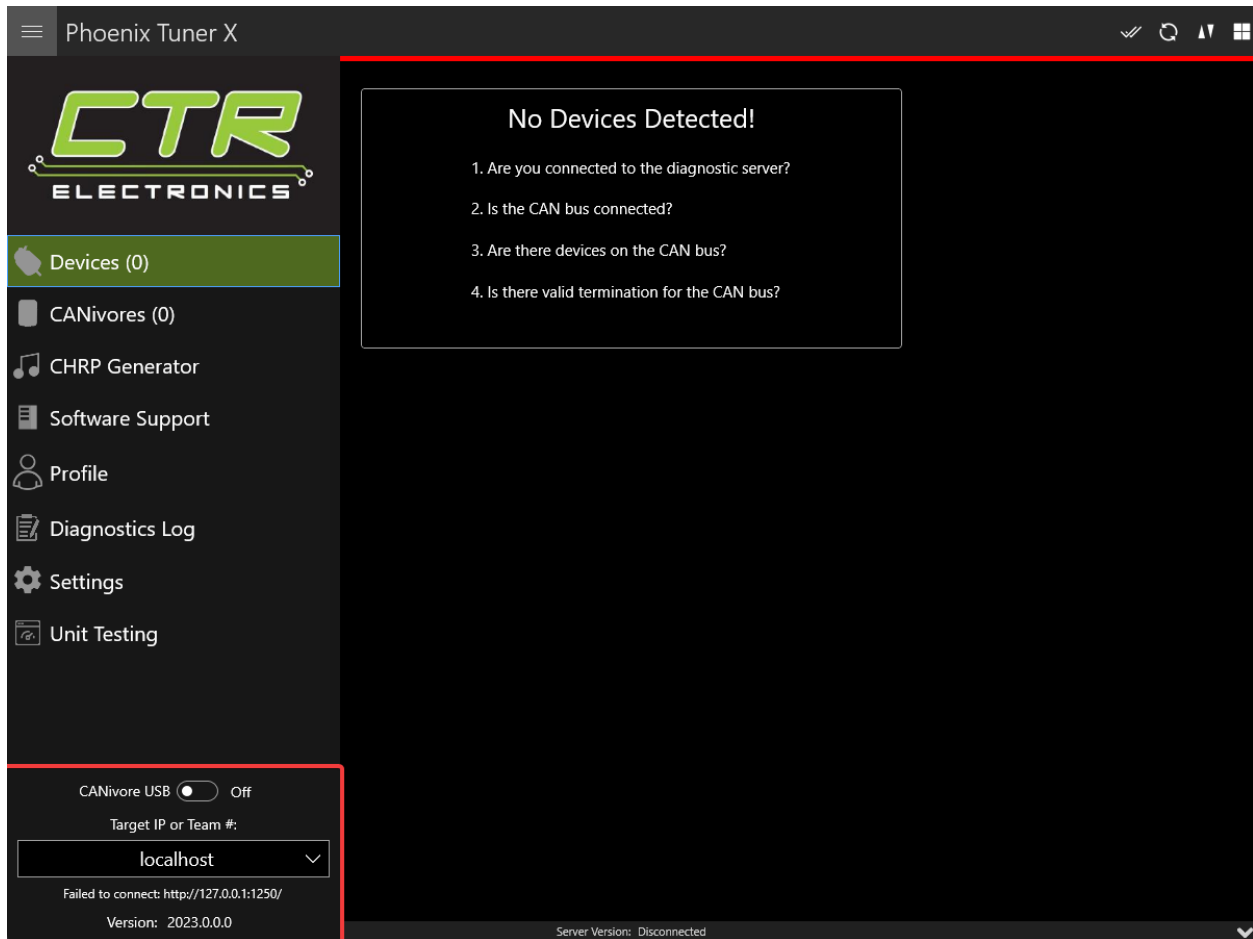 Phoenix Tuner X
CTR
ELECTRONICS
Devices (0)
CANivores (0)
CHRP Generator
Software Support
Profile
Diagnostics Log
Settings
Unit Testing
CANivore USB Off
Target IP or Team #:
localhost
Failed to connect: http://127.0.0.1:1250/
Version: 2023.0.0.0
No Devices Detected!
1. Are you connected to the diagnostic server?
2. Is the CAN bus connected?
3. Are there devices on the CAN bus?
4. Is there valid termination for the CAN bus?
Server Version: Disconnected